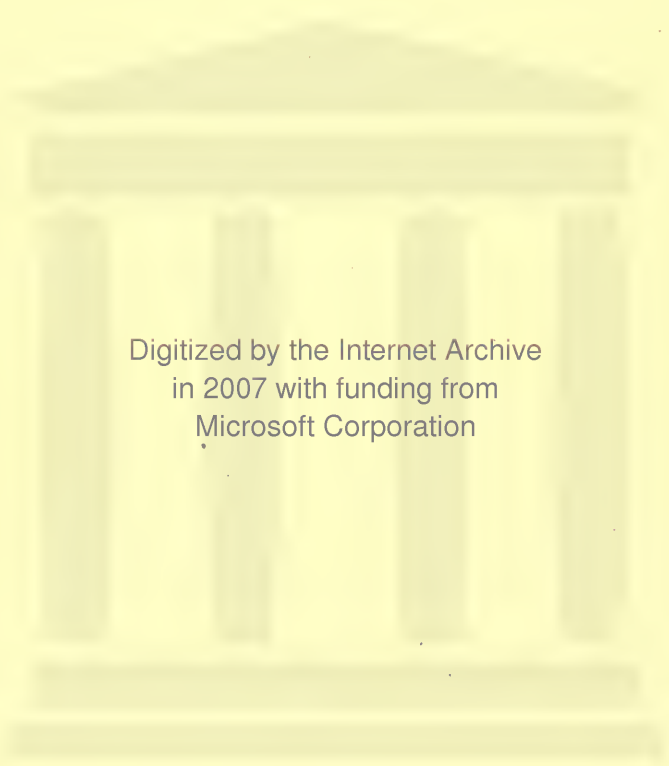 Digitized by the Internet Archive
in 2007 with funding from
Microsoft Corporation